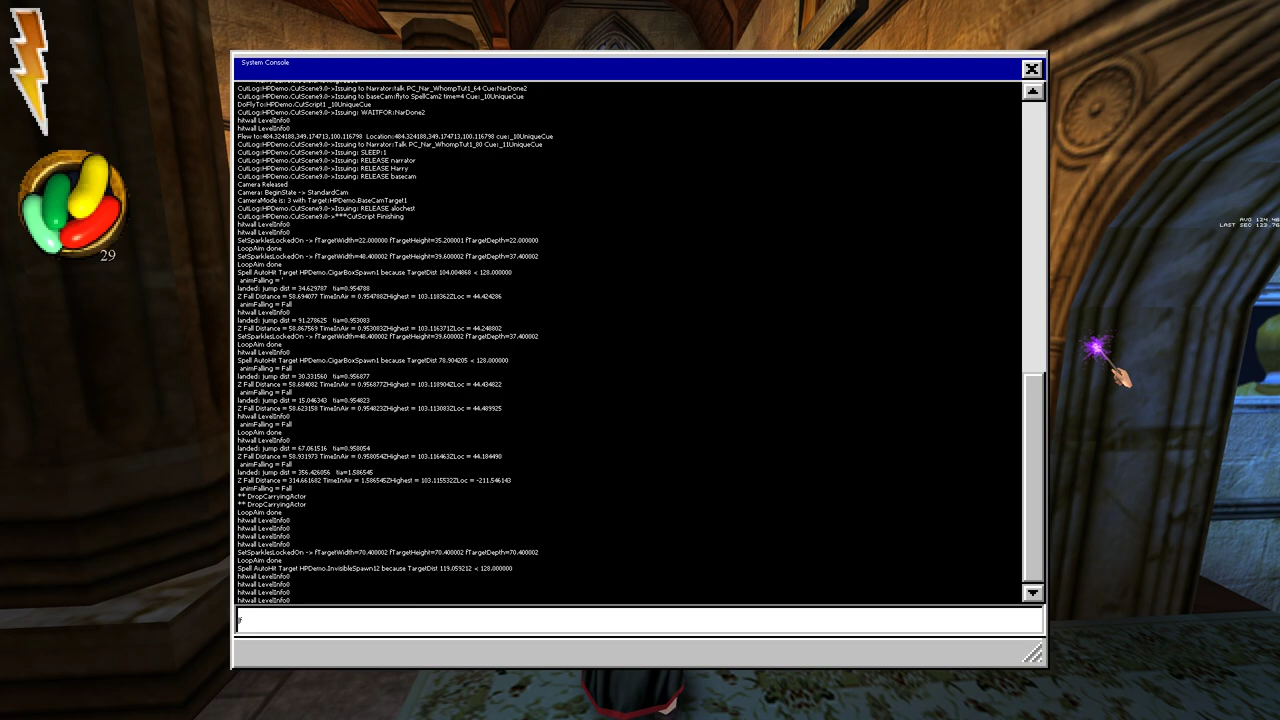 System Console
CutLog:HPDemo.CutScene9.0->Issuing to Narrator:talk PC_Nar_WhompTut1_64 Cue:NarDone2
CutLog:HPDemo.CutScene9.0->Issuing to baseCam:flyto SpellCam2 time=4 Cue:_10UniqueCue
DoFlyTo:HPDemo.CutScript1 _10UniqueCue
CutLog:HPDemo.CutScene9.0->Issuing: WAITFOR:NarDone2
hitwall LevelInfo0
hitwall LevelInfo0
Flew to:484.324188,349.174713,100.116798  Location:484.324188,349.174713,100.116798 cue:_10UniqueCue
CutLog:HPDemo.CutScene9.0->Issuing to Narrator:Talk PC_Nar_WhompTut1_80 Cue:_11UniqueCue
CutLog:HPDemo.CutScene9.0->Issuing: SLEEP:1
CutLog:HPDemo.CutScene9.0->Issuing: RELEASE narrator
CutLog:HPDemo.CutScene9.0->Issuing: RELEASE Harry
CutLog:HPDemo.CutScene9.0->Issuing: RELEASE basecam
Camera Released
Camera: BeginState -> StandardCam
CameraMode is: 3 with Target:HPDemo.BaseCamTarget1
CutLog:HPDemo.CutScene9.0->Issuing: RELEASE alochest
CutLog:HPDemo.CutScene9.0->***CutScript Finishing
hitwall LevelInfo0
hitwall LevelInfo0
SetSparklesLockedOn -> fTargetWidth=22.000000 fTargetHeight=35.200001 fTargetDepth=22.000000
LoopAim done
SetSparklesLockedOn -> fTargetWidth=48.400002 fTargetHeight=39.600002 fTargetDepth=37.400002
LoopAim done
Spell AutoHit Target HPDemo.CigarBoxSpawn1 because TargetDist 104.004868 < 128.000000
animFalling = '
landed: jump dist = 34.629787   tia=0.954788
Z Fall Distance = 58.694077 TimeInAir = 0.954788ZHighest = 103.118362ZLoc = 44.424286
animFalling = Fall
hitwall LevelInfo0
landed: jump dist = 91.278625   tia=0.953083
Z Fall Distance = 58.867569 TimeInAir = 0.953083ZHighest = 103.116371ZLoc = 44.248802
SetSparklesLockedOn -> fTargetWidth=48.400002 fTargetHeight=39.600002 fTargetDepth=37.400002
LoopAim done
hitwall LevelInfo0
Spell AutoHit Target HPDemo.CigarBoxSpawn1 because TargetDist 78.904205 < 128.000000
animFalling = Fall
landed: jump dist = 30.331560   tia=0.956877
Z Fall Distance = 58.684082 TimeInAir = 0.956877ZHighest = 103.118904ZLoc = 44.434822
animFalling = Fall
landed: jump dist = 15.046343   tia=0.954823
Z Fall Distance = 58.623158 TimeInAir = 0.954823ZHighest = 103.113083ZLoc = 44.489925
hitwall LevelInfo0
animFalling = Fall
LoopAim done
hitwall LevelInfo0
landed: jump dist = 67.061516   tia=0.958054
Z Fall Distance = 58.931973 TimeInAir = 0.958054ZHighest = 103.116463ZLoc = 44.184490
animFalling = Fall
landed: jump dist = 356.426056   tia=1.586545
Z Fall Distance = 314.661682 TimeInAir = 1.586545ZHighest = 103.115532ZLoc = -211.546143
animFalling = Fall
** DropCarryingActor
** DropCarryingActor
LoopAim done
hitwall LevelInfo0
hitwall LevelInfo0
hitwall LevelInfo0
hitwall LevelInfo0
SetSparklesLockedOn -> fTargetWidth=70.400002 fTargetHeight=70.400002 fTargetDepth=70.400002
LoopAim done
Spell AutoHit Target HPDemo.InvisibleSpawn12 because TargetDist 119.059212 < 128.000000
hitwall LevelInfo0
hitwall LevelInfo0
hitwall LevelInfo0
hitwall LevelInfo0
29
AVG 124.46
LAST SEC 123.76